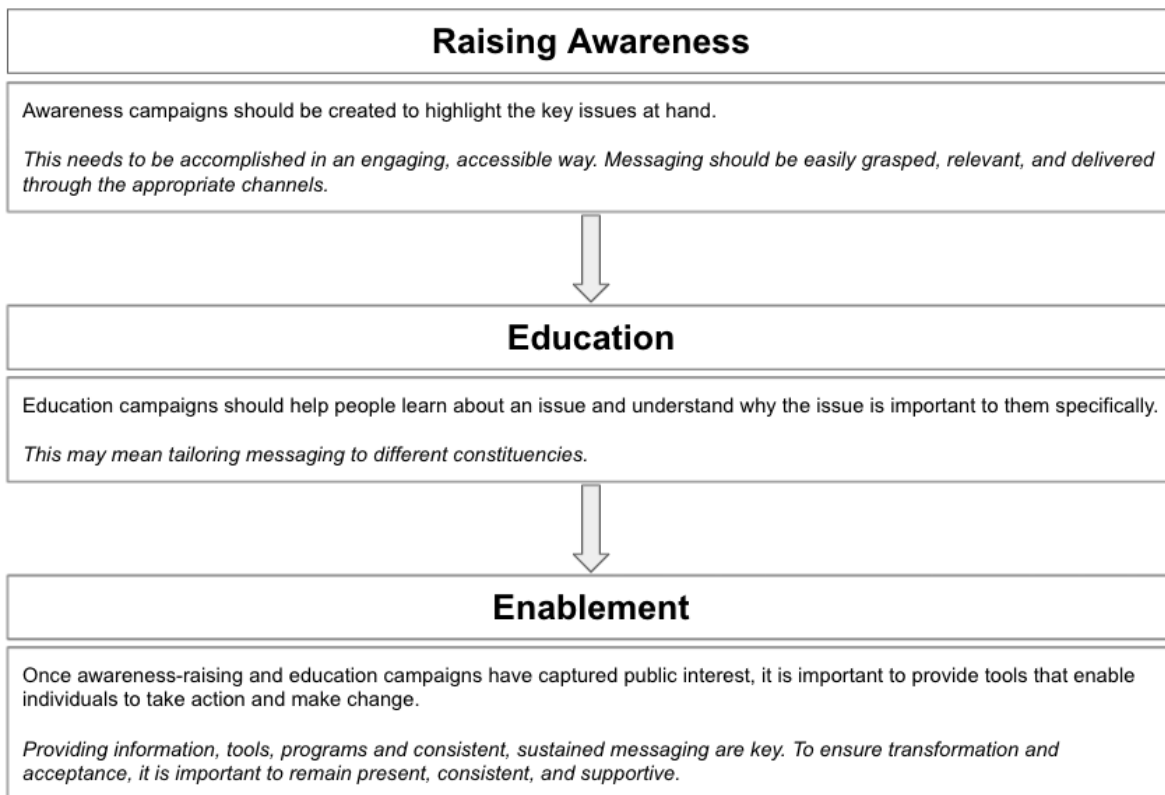 Raising Awareness
Awareness campaigns should be created to highlight the key issues at hand.
This needs to be accomplished in an engaging, accessible way. Messaging should be easily grasped, relevant, and delivered
through the appropriate channels.
Education
Education campaigns should help people learn about an issue and understand why the issue is important to them specifically.
This may mean tailoring messaging to different constituencies.
Enablement
Once awareness-raising and education campaigns have captured public interest, it is important to provide tools that enable
individuals to take action and make change.
Providing information, tools, programs and consistent, sustained messaging are key. To ensure transformation and
acceptance, it is important to remain present, consistent, and supportive.